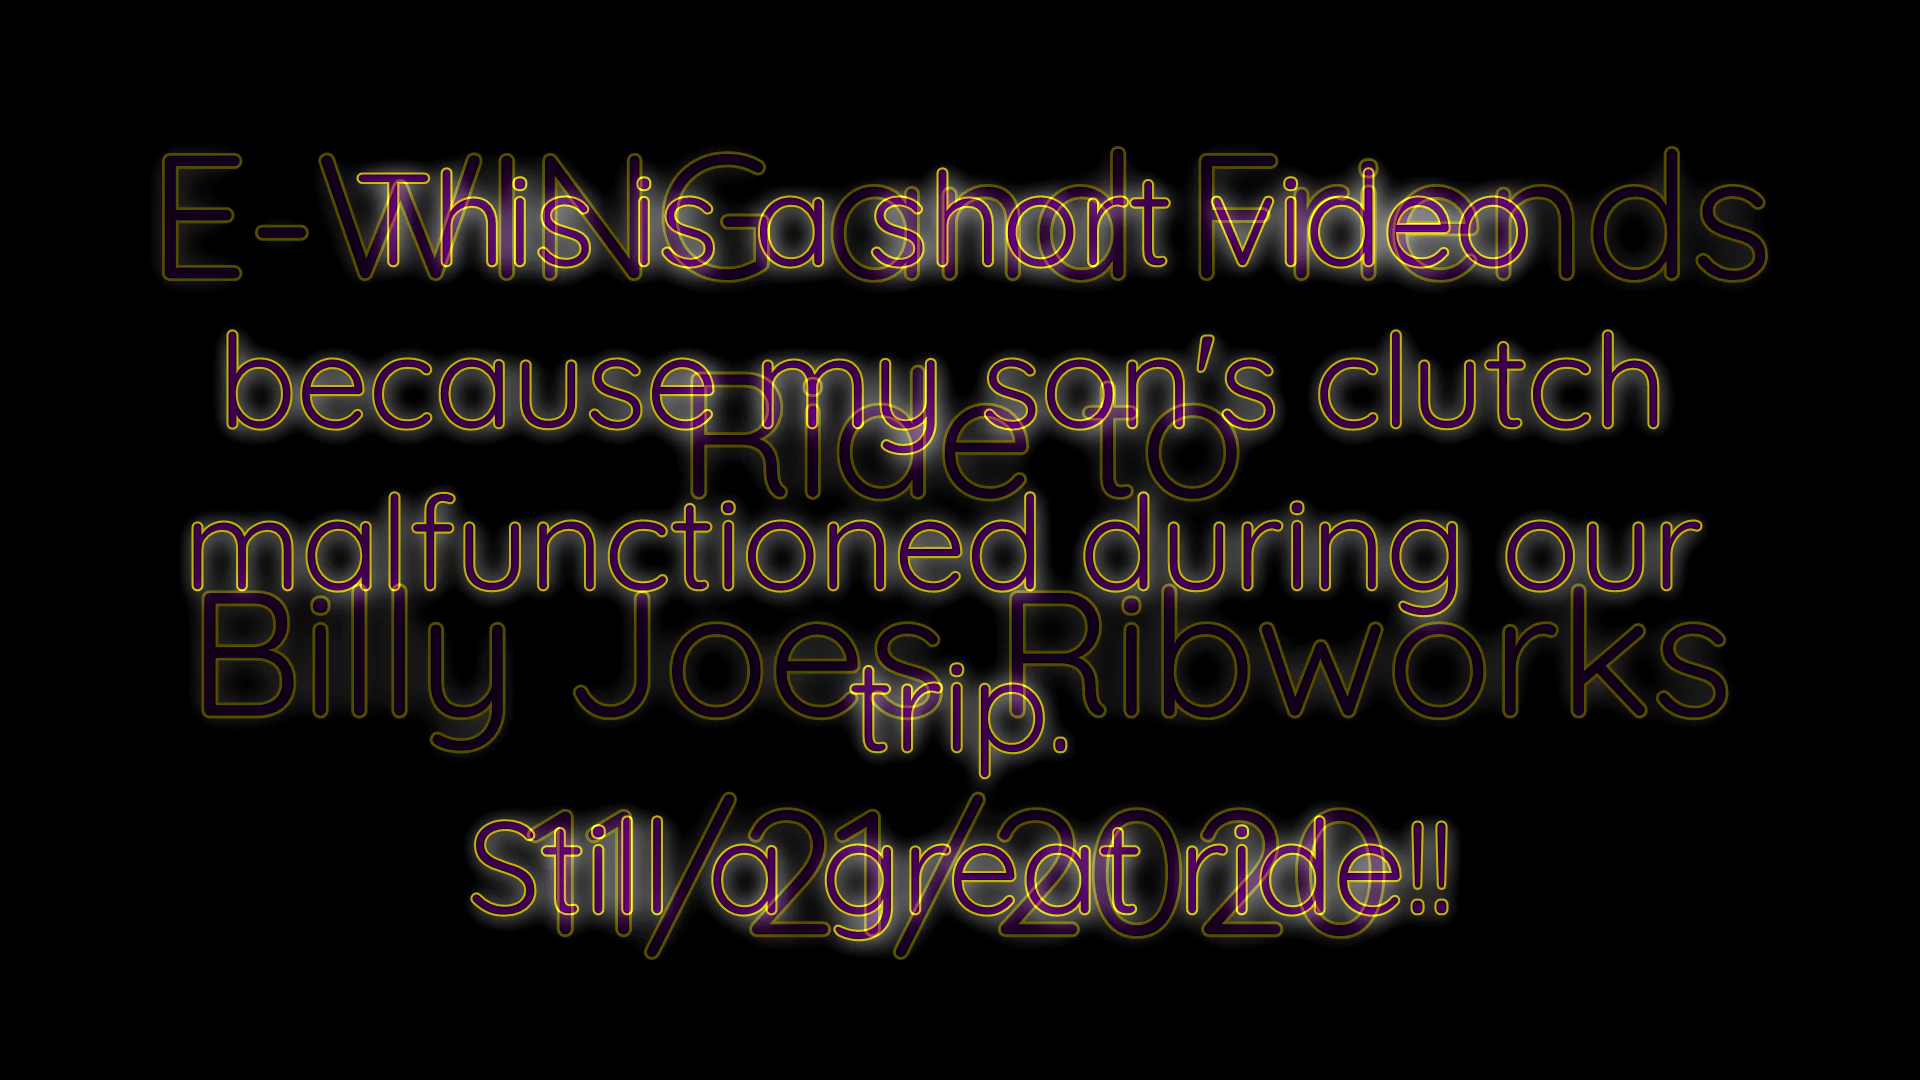 E-WING and Friends
Ride to
Billy Joes Ribworks
11/21/2020
This is a short video
because my son's clutch
malfunctioned during our
trip.
Still a great ride!!